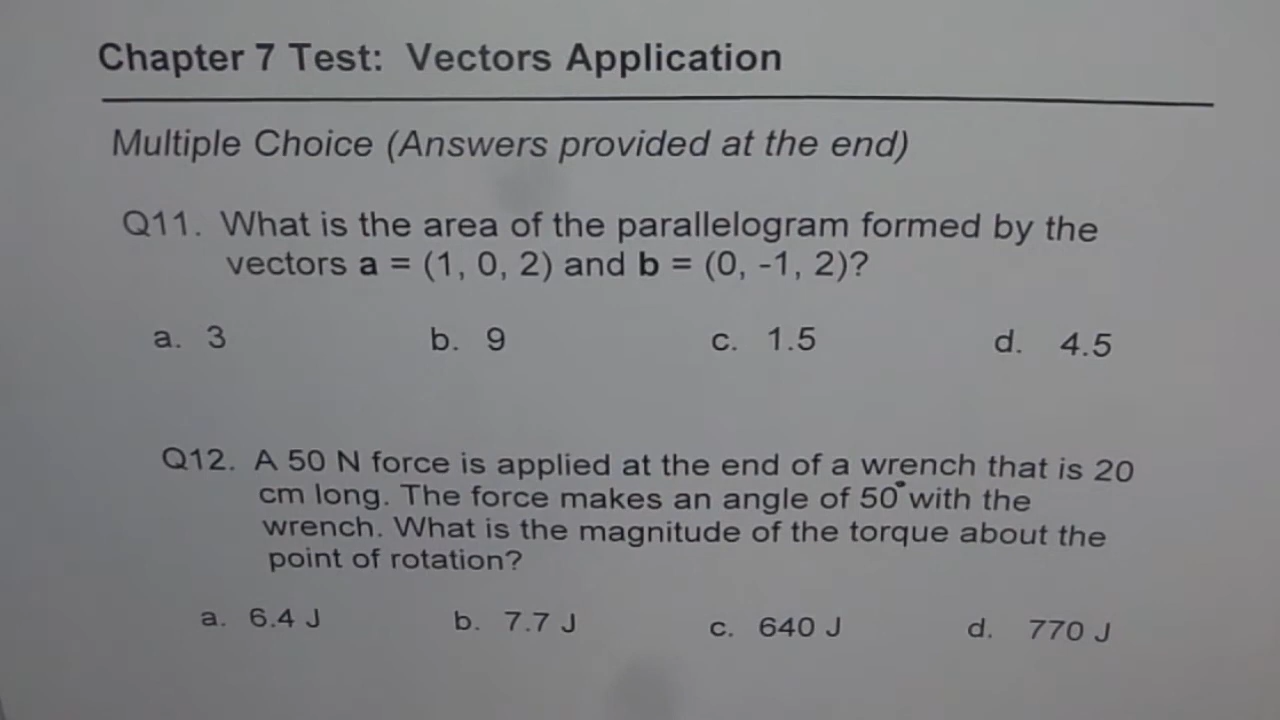 Chapter 7 Test: Vectors Application
Multiple Choice (Answers provided at the end)
Q11. What is the area of the parallelogram formed by the
vectors a = (1, 0, 2) and b = (0, -1, 2)?
a. 3 b. 9 c. 1.5 d. 4.5
Q12. A 50 N force is applied at the end of a wrench that is 20
cm long. The force makes an angle of 50° with the
wrench. What is the magnitude of the torque about the
point of rotation?
a. 6.4 J b. 7.7 J c. 640 J d. 770 J